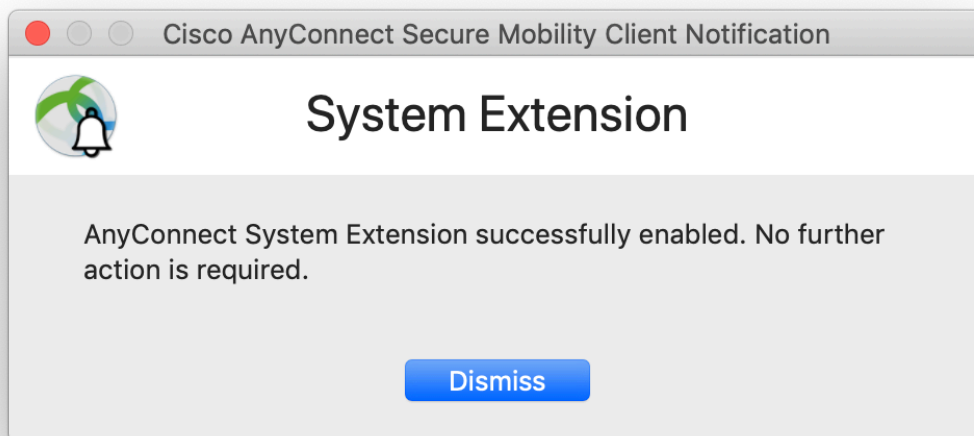 Cisco AnyConnect Secure Mobility Client Notification
System Extension
AnyConnect System Extension successfully enabled. No further
action is required.
Dismiss